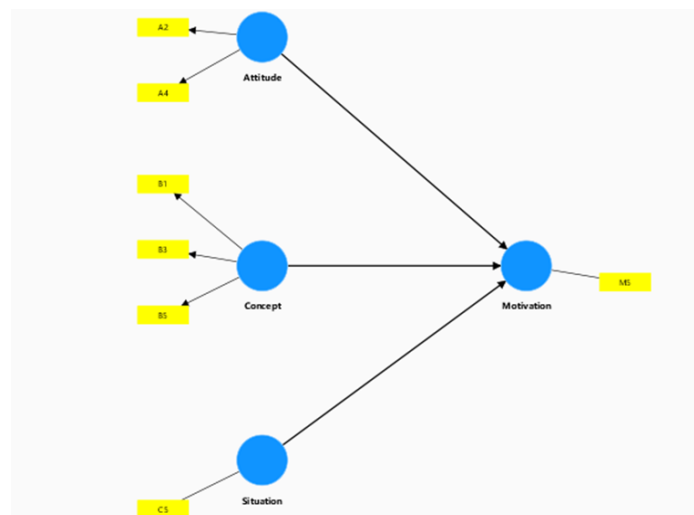 A2
Attitude
A4
B1
B3
Concept
B5
Motivation
M5
Situation
C5